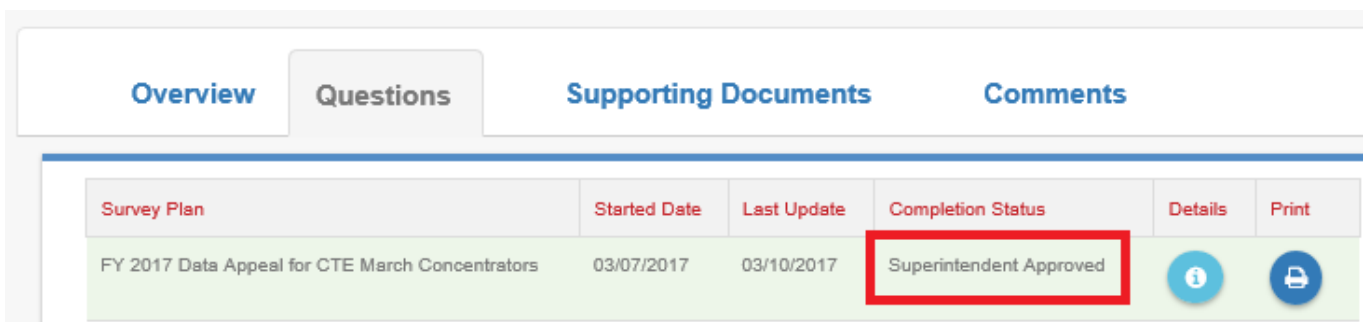 Overview Questions Supporting Documents Comments
Survey Plan Started Date Last Update Completion Status Details Print
FY 2017 Data Appeal for CTE March Concentrators 03/07/2017 03/10/2017 Superintendent Approved